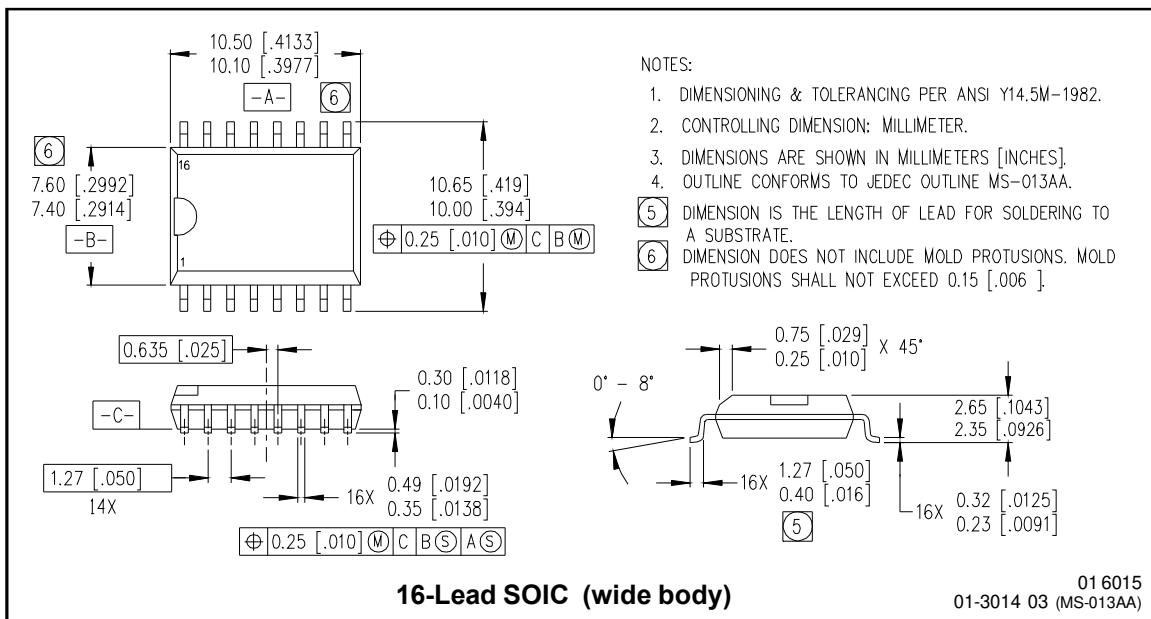 10.50 [.4133]
10.10 [.3977]
-A-
6
6
7.60 [.2992]
7.40 [.2914]
-B-
16
1
10.65 [.419]
10.00 [.394]
⌖ 0.25 [.010] Ⓜ C B Ⓜ
NOTES:
1. DIMENSIONING & TOLERANCING PER ANSI Y14.5M-1982.
2. CONTROLLING DIMENSION: MILLIMETER.
3. DIMENSIONS ARE SHOWN IN MILLIMETERS [INCHES].
4. OUTLINE CONFORMS TO JEDEC OUTLINE MS-013AA.
5 DIMENSION IS THE LENGTH OF LEAD FOR SOLDERING TO
A SUBSTRATE.
6 DIMENSION DOES NOT INCLUDE MOLD PROTUSIONS. MOLD
PROTUSIONS SHALL NOT EXCEED 0.15 [.006 ].
0.635 [.025]
0.30 [.0118]
0.10 [.0040]
-C-
1.27 [.050]
14X
16X 0.49 [.0192]
0.35 [.0138]
⌖ 0.25 [.010] Ⓜ C B Ⓢ A Ⓢ
0.75 [.029]
0.25 [.010] X 45°
0° - 8°
2.65 [.1043]
2.35 [.0926]
16X 1.27 [.050]
0.40 [.016]
5
16X 0.32 [.0125]
0.23 [.0091]
16-Lead SOIC (wide body)
01 6015
01-3014 03 (MS-013AA)